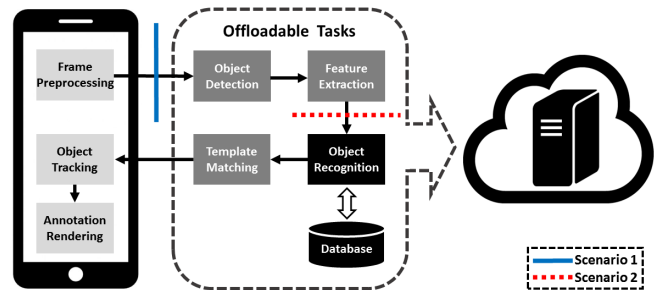 Offloadable Tasks
Frame
Preprocessing
Object
Detection
Feature
Extraction
Object
Tracking
Template
Matching
Object
Recognition
Annotation
Rendering
Database
Scenario 1
Scenario 2